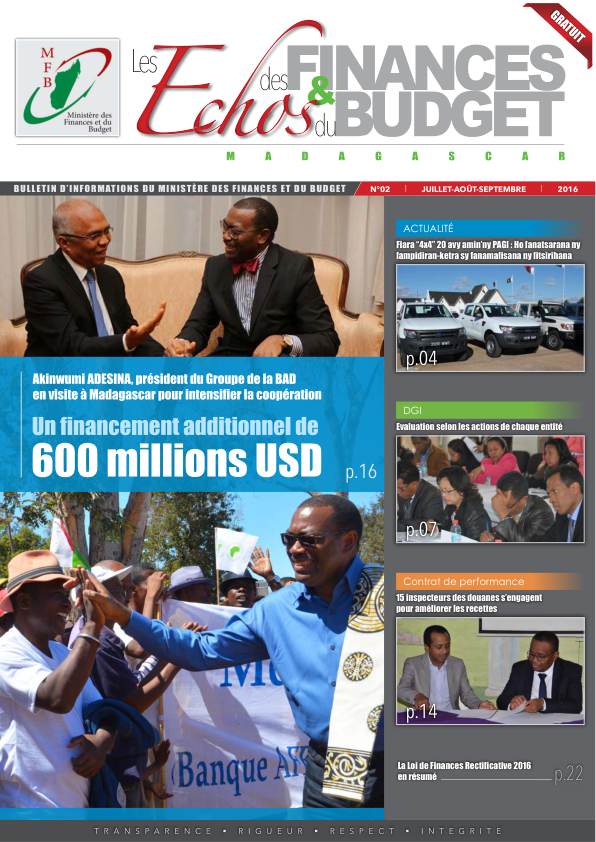 GRATUIT
M
F
B
Ministère des
Finances et du
Budget
Les Echos des FINANCES
& du BUDGET
MADAGASCAR
BULLETIN D'INFORMATIONS DU MINISTÈRE DES FINANCES ET DU BUDGET N°02 | JUILLET-AOÛT-SEPTEMBRE | 2016
Akinwumi ADESINA, président du Groupe de la BAD
en visite à Madagascar pour intensifier la coopération
Un financement additionnel de
600 millions USD p.16
Banque AF
ACTUALITÉ
Fiara "4x4" 20 avy amin'ny PAGI : Ho fanatsarana ny
fampidiran-ketra sy fanamafisana ny fitsirihana
p.04
DGI
Evaluation selon les actions de chaque entité
p.07
Contrat de performance
15 inspecteurs des douanes s'engagent
pour améliorer les recettes
p.14
La Loi de Finances Rectificative 2016
en résumé p.22
TRANSPARENCE • RIGUEUR • RESPECT • INTEGRITE